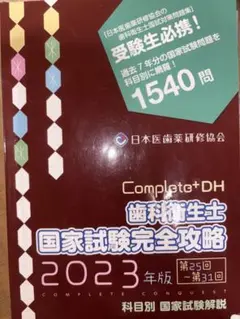 「日本医歯薬研修協会の
歯科衛生士国試対策問題集」
受験生必携！
過去7年分の国家試験問題を
科目別に網羅！
1540問
日本医歯薬研修協会
Complete+DH
歯科衛生士
国家試験完全攻略
2023年版 第25回
－第31回
COMPLETE CONQUEST
科目別 国家試験解説